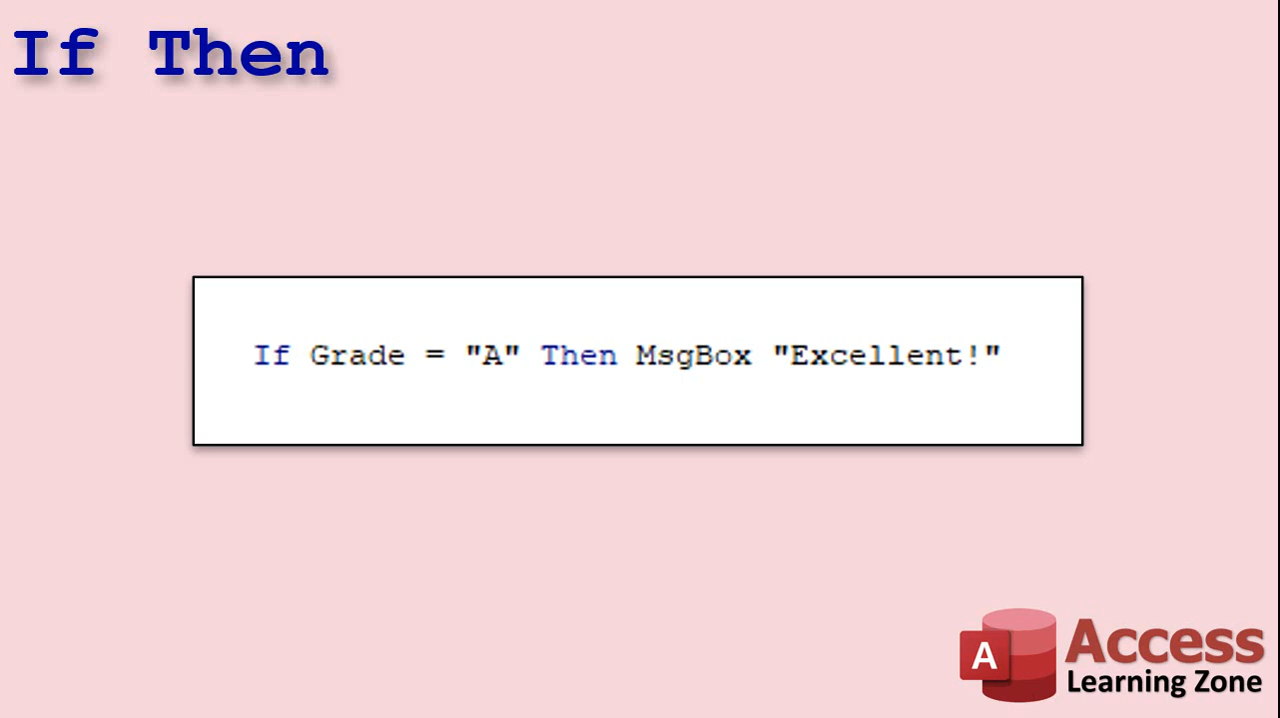 If Then
If Grade = "A" Then MsgBox "Excellent!"
A
Access
Learning Zone